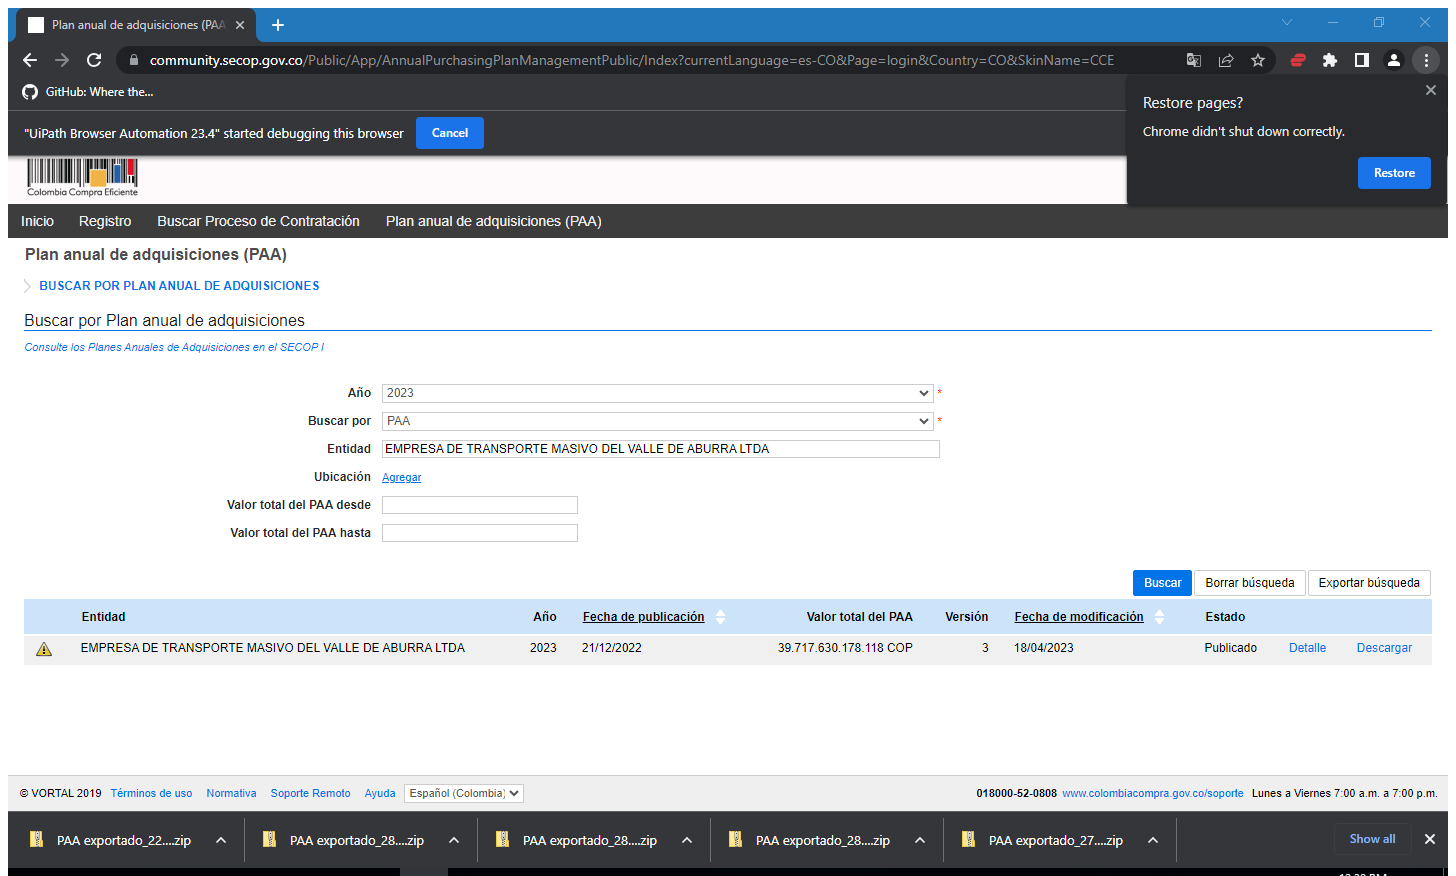 Plan anual de adquisiciones (PAA
community.secop.gov.co/Public/App/AnnualPurchasingPlanManagementPublic/Index?currentLanguage=es-CO&Page=login&Country=CO&SkinName=CCE
GitHub: Where the...
Restore pages?
Chrome didn't shut down correctly.
Restore
"UiPath Browser Automation 23.4" started debugging this browser Cancel
Colombia Compra Eficiente
Inicio Registro Buscar Proceso de Contratación Plan anual de adquisiciones (PAA)
Plan anual de adquisiciones (PAA)
BUSCAR POR PLAN ANUAL DE ADQUISICIONES
Buscar por Plan anual de adquisiciones
Consulte los Planes Anuales de Adquisiciones en el SECOP I
Año 2023 *
Buscar por PAA *
Entidad EMPRESA DE TRANSPORTE MASIVO DEL VALLE DE ABURRA LTDA
Ubicación Agregar
Valor total del PAA desde
Valor total del PAA hasta
Buscar Borrar búsqueda Exportar búsqueda
Entidad Año Fecha de publicación Valor total del PAA Versión Fecha de modificación Estado
EMPRESA DE TRANSPORTE MASIVO DEL VALLE DE ABURRA LTDA 2023 21/12/2022 39.717.630.178.118 COP 3 18/04/2023 Publicado Detalle Descargar
© VORTAL 2019 Términos de uso Normativa Soporte Remoto Ayuda Español (Colombia) 018000-52-0808 www.colombiacompra.gov.co/soporte Lunes a Viernes 7:00 a.m. a 7:00 p.m.
PAA exportado_22....zip PAA exportado_28....zip PAA exportado_28....zip PAA exportado_28....zip PAA exportado_27....zip Show all